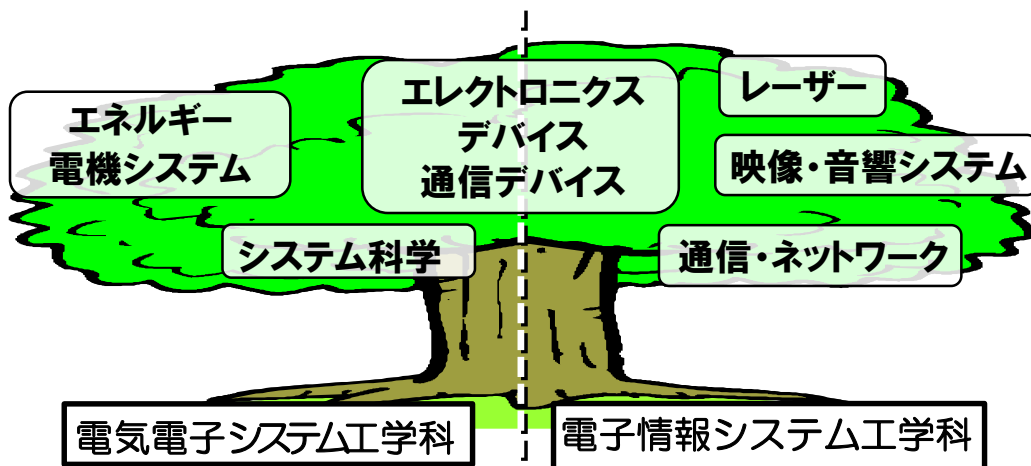 エネルギー
電機システム
エレクトロニクス
デバイス
通信デバイス
レーザー
映像・音響システム
システム科学
通信・ネットワーク
電気電子システム工学科
電子情報システム工学科